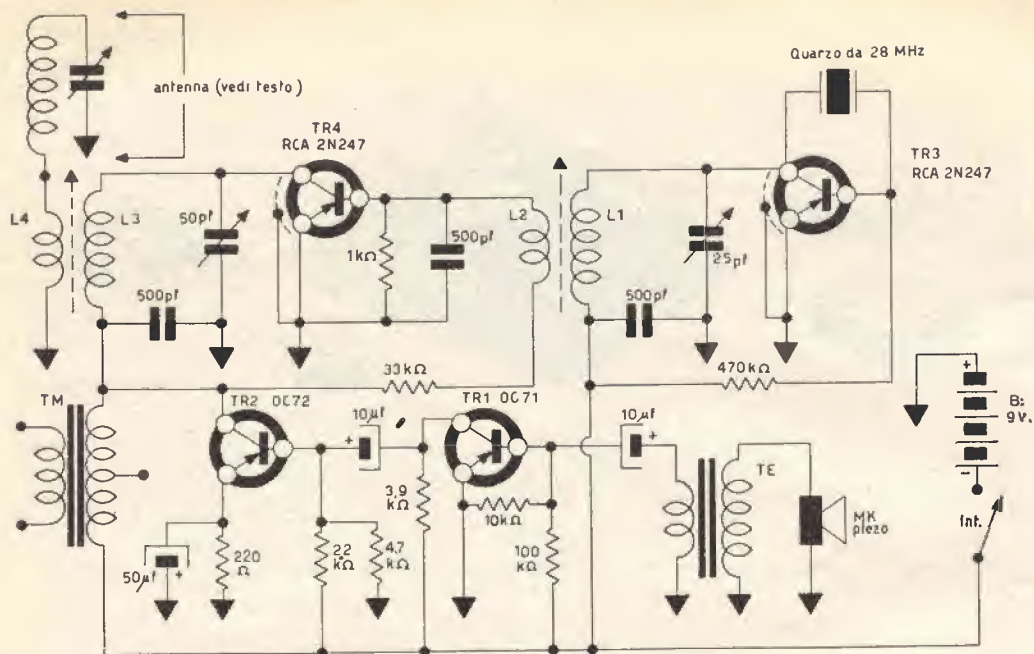 Quarzo da 28 MHz
antenna (vedi testo)
TR4
RCA 2N247
TR3
RCA 2N247
L4
L3
50pf
1kΩ
500pf
L2
L1
25pf
500pf
500pf
33kΩ
470kΩ
TM
TR2 OC72
10µf
+
TR1 OC71
10µf
+
+
B:
9V.
-
3,9
kΩ
10kΩ
TE
MK
piezo
Int.
50µf
+
220
Ω
22
kΩ
4,7
kΩ
100
kΩ